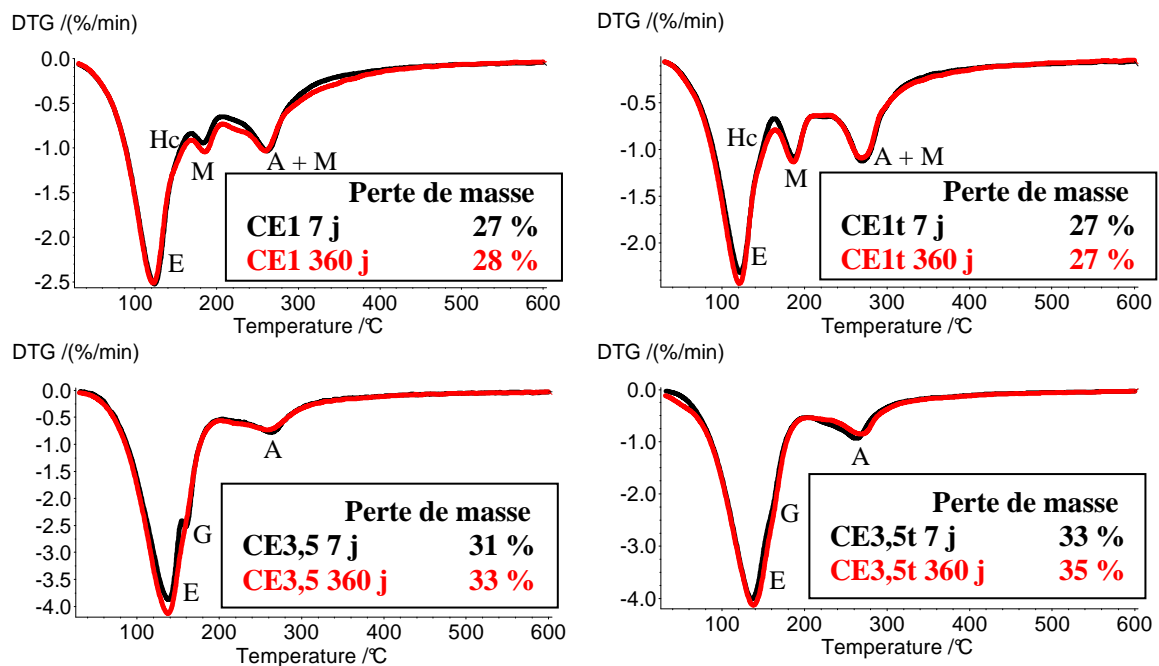 DTG /(%/min)
0.0
-0.5
-1.0
-1.5
-2.0
-2.5
Hc
M
A + M
E
Perte de masse
CE1 7 j 27 %
CE1 360 j 28 %
100 200 300 400 500 600
Temperature /°C
DTG /(%/min)
-0.5
-1.0
-1.5
-2.0
Hc
M
A + M
E
Perte de masse
CE1t 7 j 27 %
CE1t 360 j 27 %
100 200 300 400 500 600
Temperature /°C
DTG /(%/min)
0.0
-0.5
-1.0
-1.5
-2.0
-2.5
-3.0
-3.5
-4.0
A
G
E
Perte de masse
CE3,5 7 j 31 %
CE3,5 360 j 33 %
100 200 300 400 500 600
Temperature /°C
DTG /(%/min)
0.0
-1.0
-2.0
-3.0
-4.0
A
G
E
Perte de masse
CE3,5t 7 j 33 %
CE3,5t 360 j 35 %
100 200 300 400 500 600
Temperature /°C